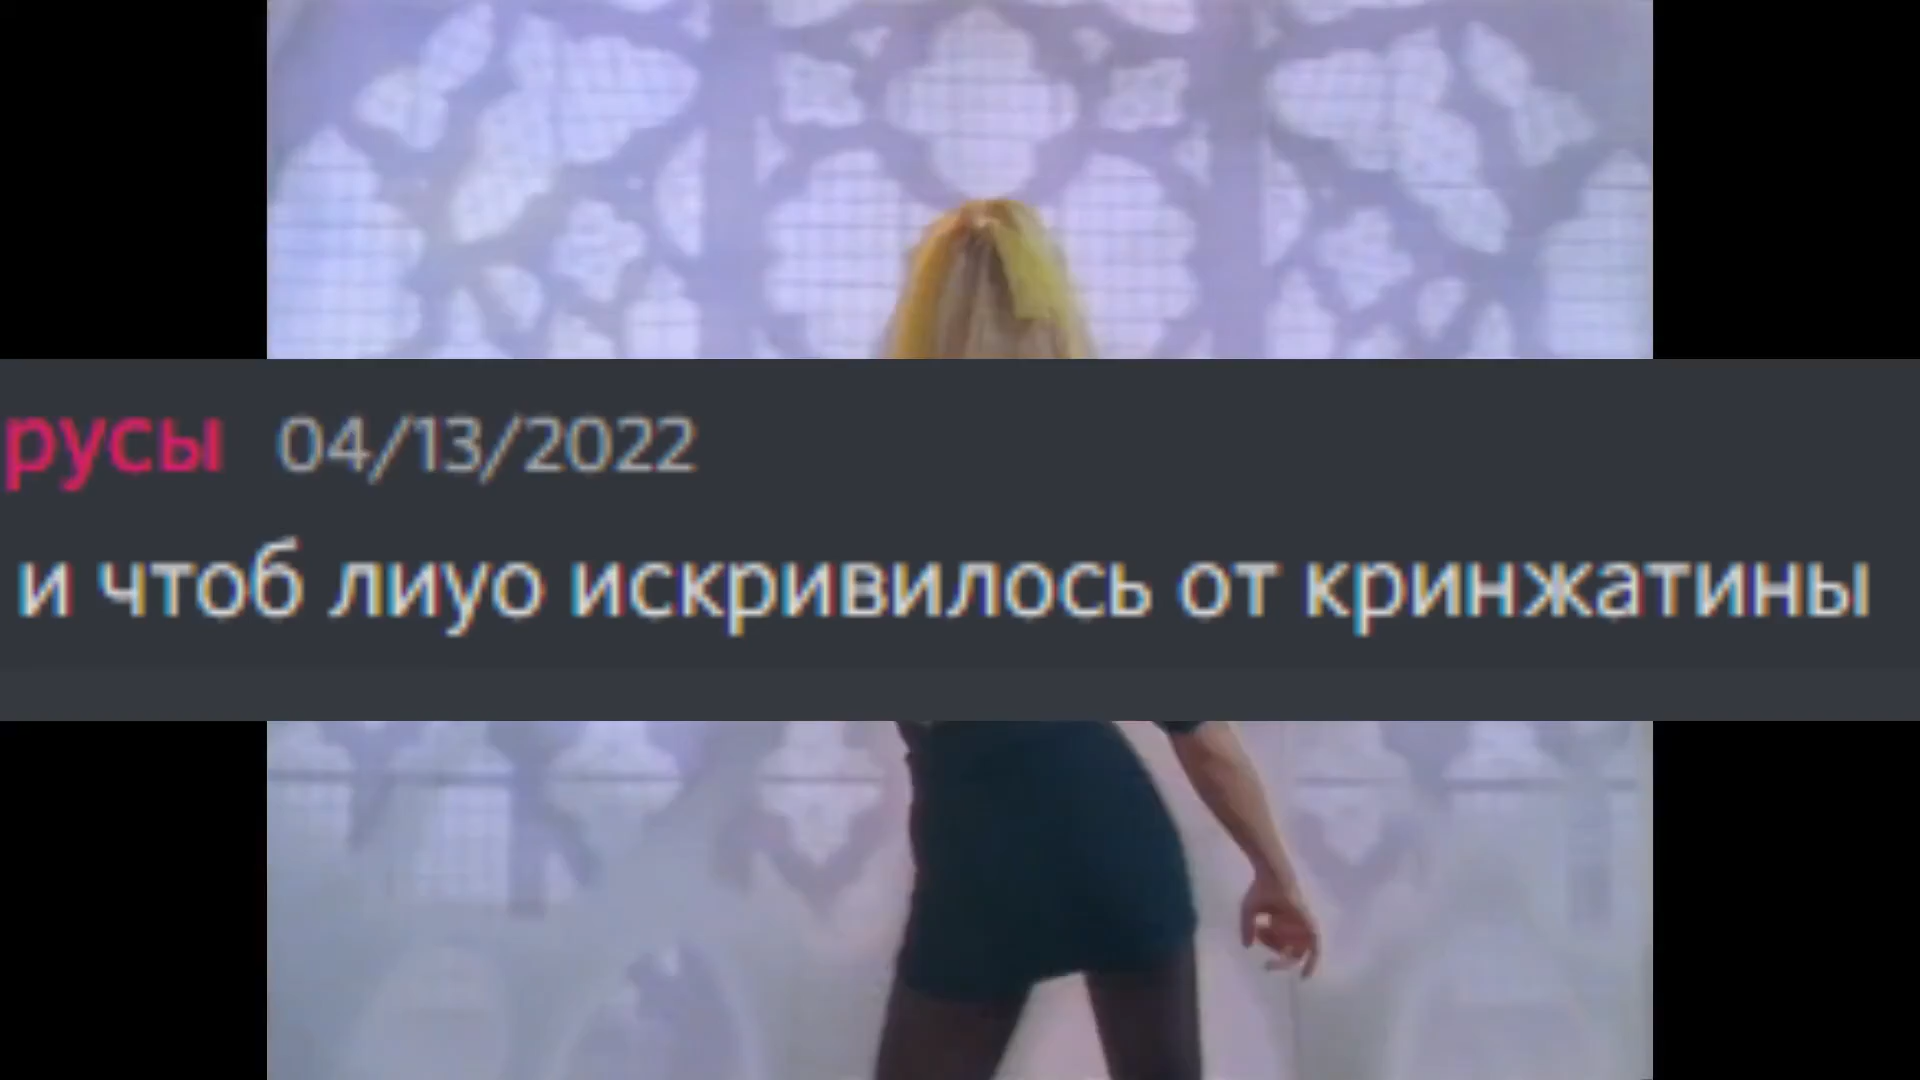 русы 04/13/2022
и чтоб лиуо искривилось от кринжатины